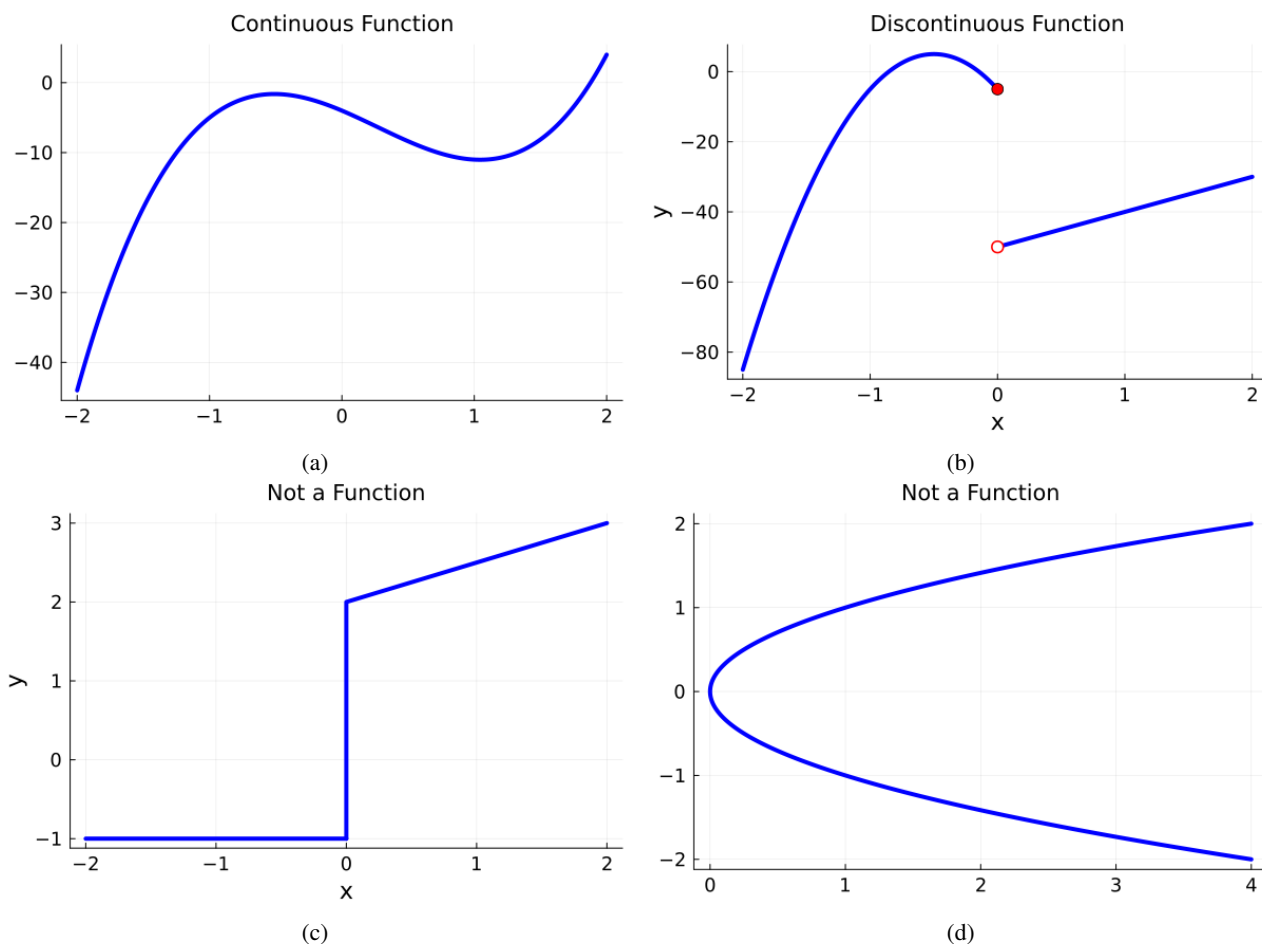 Continuous Function
0
−10
−20
−30
−40
−2 −1 0 1 2
(a)
Discontinuous Function
0
−20
−40
−60
−80
y
−2 −1 0 1 2
x
(b)
Not a Function
3
2
1
0
−1
y
−2 −1 0 1 2
x
(c)
Not a Function
2
1
0
−1
−2
0 1 2 3 4
(d)